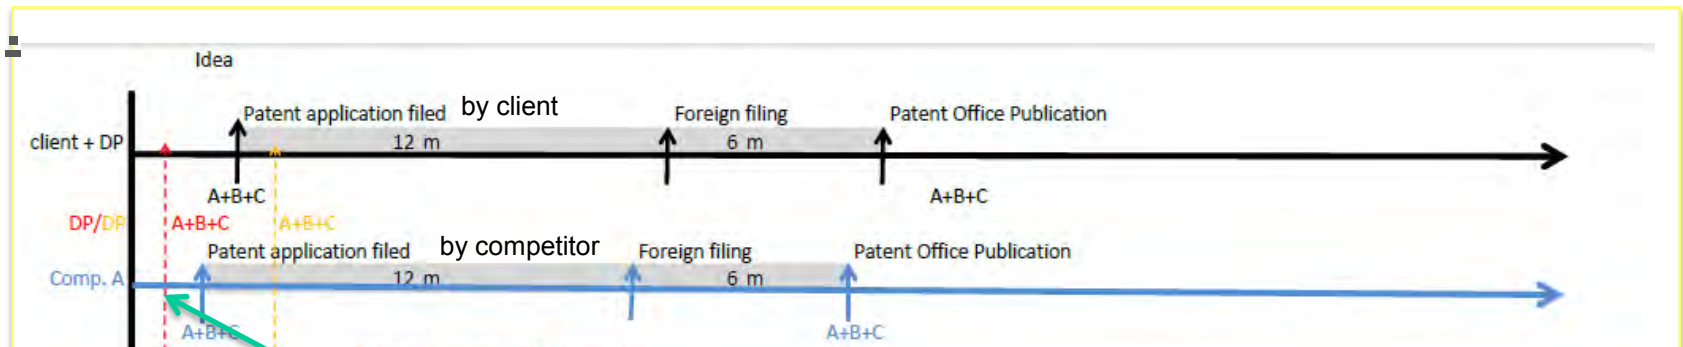 Idea
Patent application filed by client Foreign filing Patent Office Publication
client + DP 12 m 6 m
A+B+C A+B+C
DP/DP A+B+C A+B+C
Patent application filed by competitor Foreign filing Patent Office Publication
Comp. A 12 m 6 m
A+B+C A+B+C